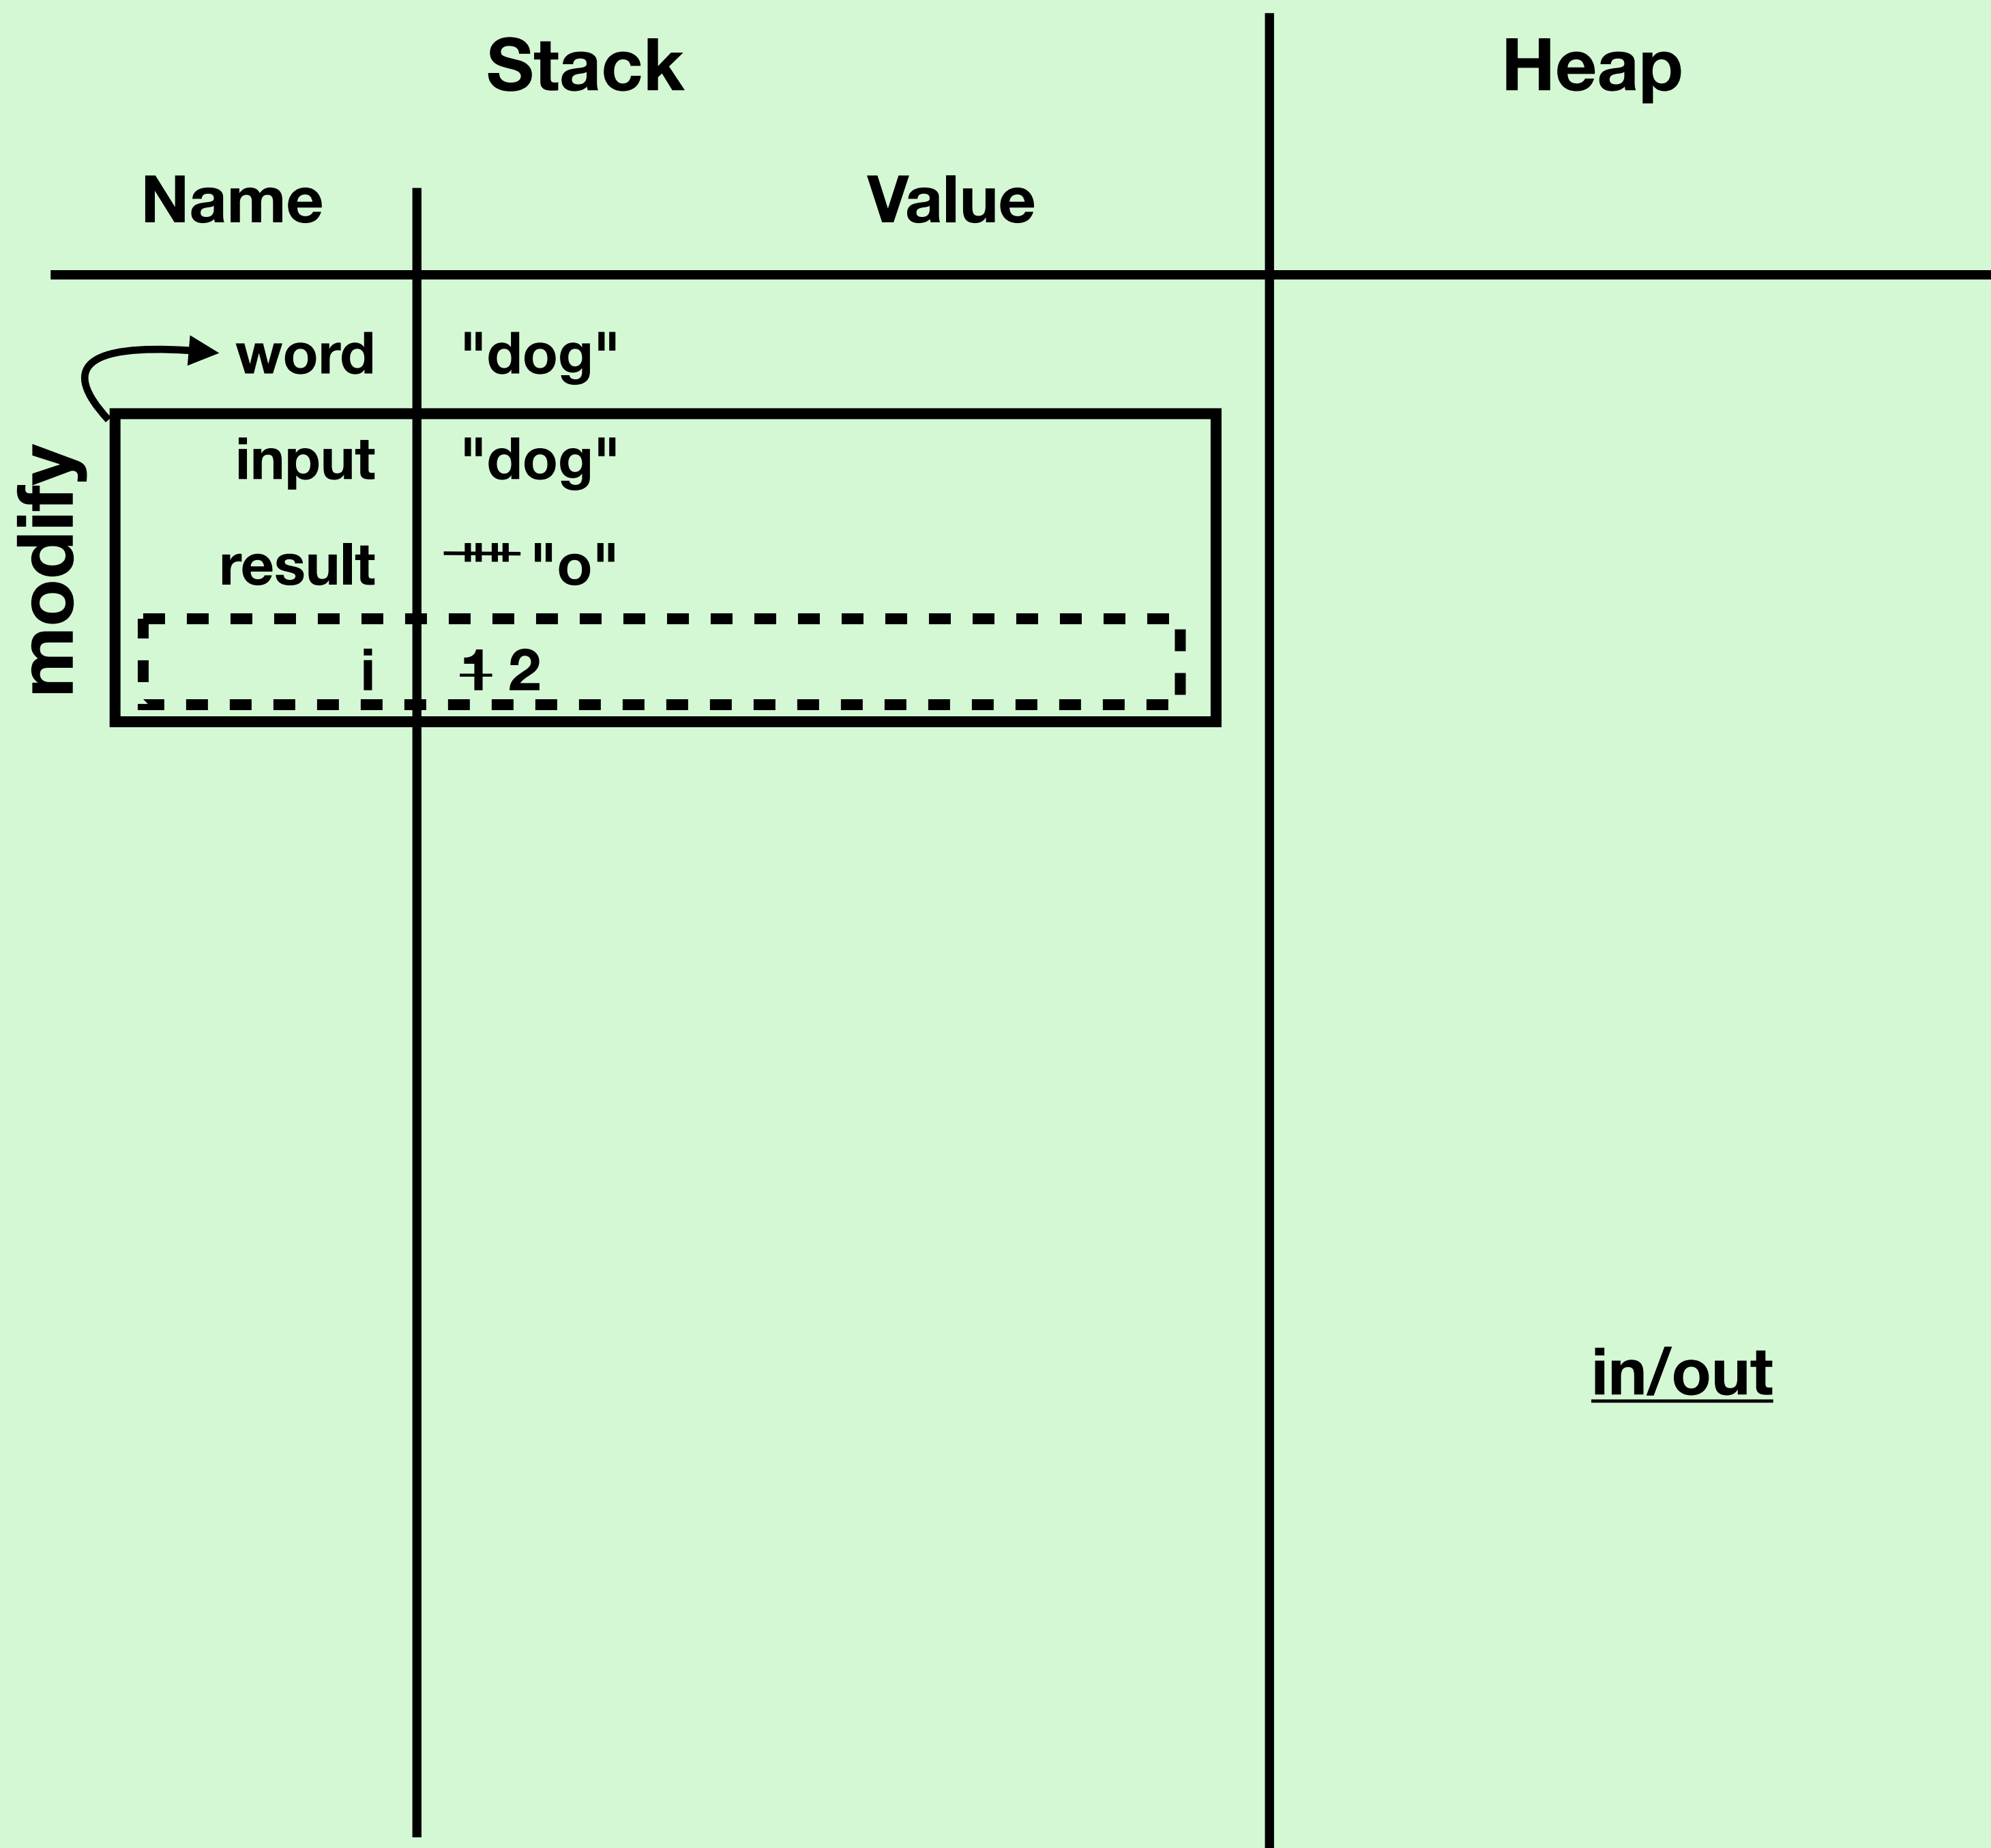 Stack Heap
Name Value
word "dog"
modify
input "dog"
result "" "o"
i 1 2
in/out